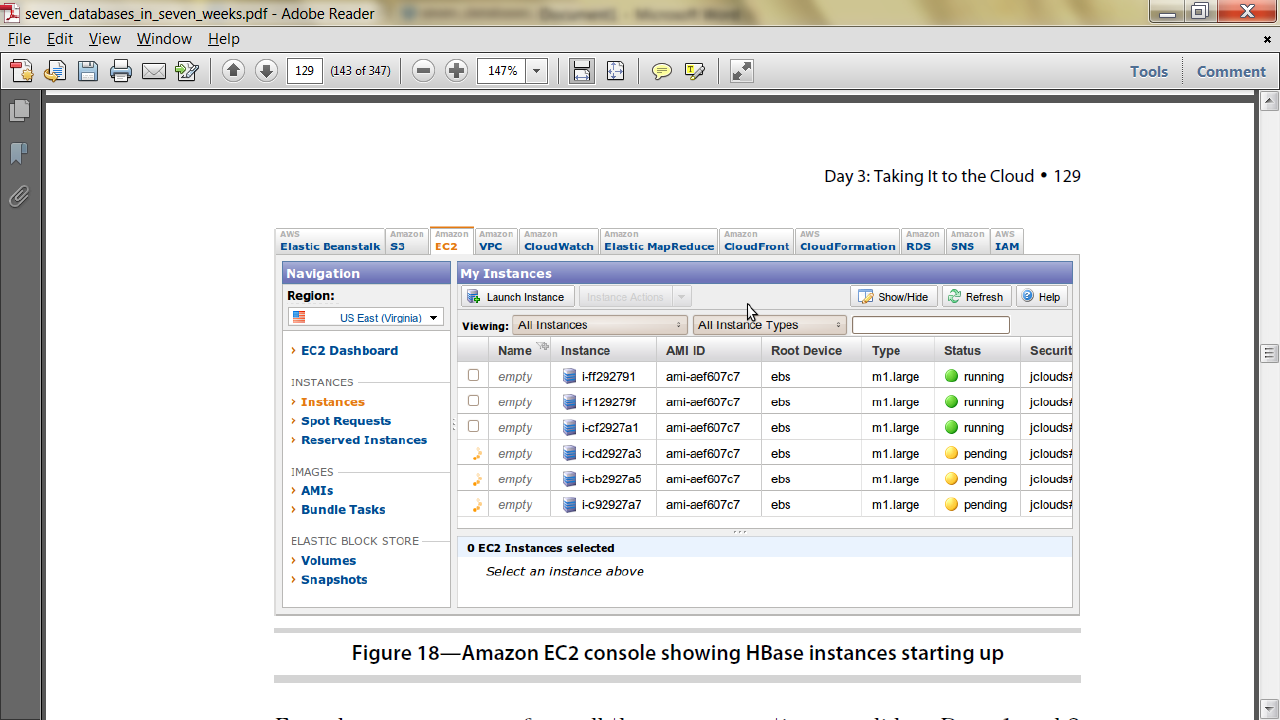 seven_databases_in_seven_weeks.pdf - Adobe Reader
File Edit View Window Help
129 (143 of 347) 147% Tools Comment
Day 3: Taking It to the Cloud • 129
AWS Amazon Amazon Amazon Amazon Amazon Amazon AWS Amazon Amazon AWS
Elastic Beanstalk S3 EC2 VPC CloudWatch Elastic MapReduce CloudFront CloudFormation RDS SNS IAM
Navigation
Region:
US East (Virginia)
EC2 Dashboard
INSTANCES
Instances
Spot Requests
Reserved Instances
IMAGES
AMIs
Bundle Tasks
ELASTIC BLOCK STORE
Volumes
Snapshots
My Instances
Launch Instance Instance Actions Show/Hide Refresh Help
Viewing: All Instances All Instance Types
Name Instance AMI ID Root Device Type Status Securit
empty i-ff292791 ami-aef607c7 ebs m1.large running jclouds#
empty i-f129279f ami-aef607c7 ebs m1.large running jclouds#
empty i-cf2927a1 ami-aef607c7 ebs m1.large running jclouds#
empty i-cd2927a3 ami-aef607c7 ebs m1.large pending jclouds#
empty i-cb2927a5 ami-aef607c7 ebs m1.large pending jclouds#
empty i-c92927a7 ami-aef607c7 ebs m1.large pending jclouds#
0 EC2 Instances selected
Select an instance above
Figure 18—Amazon EC2 console showing HBase instances starting up